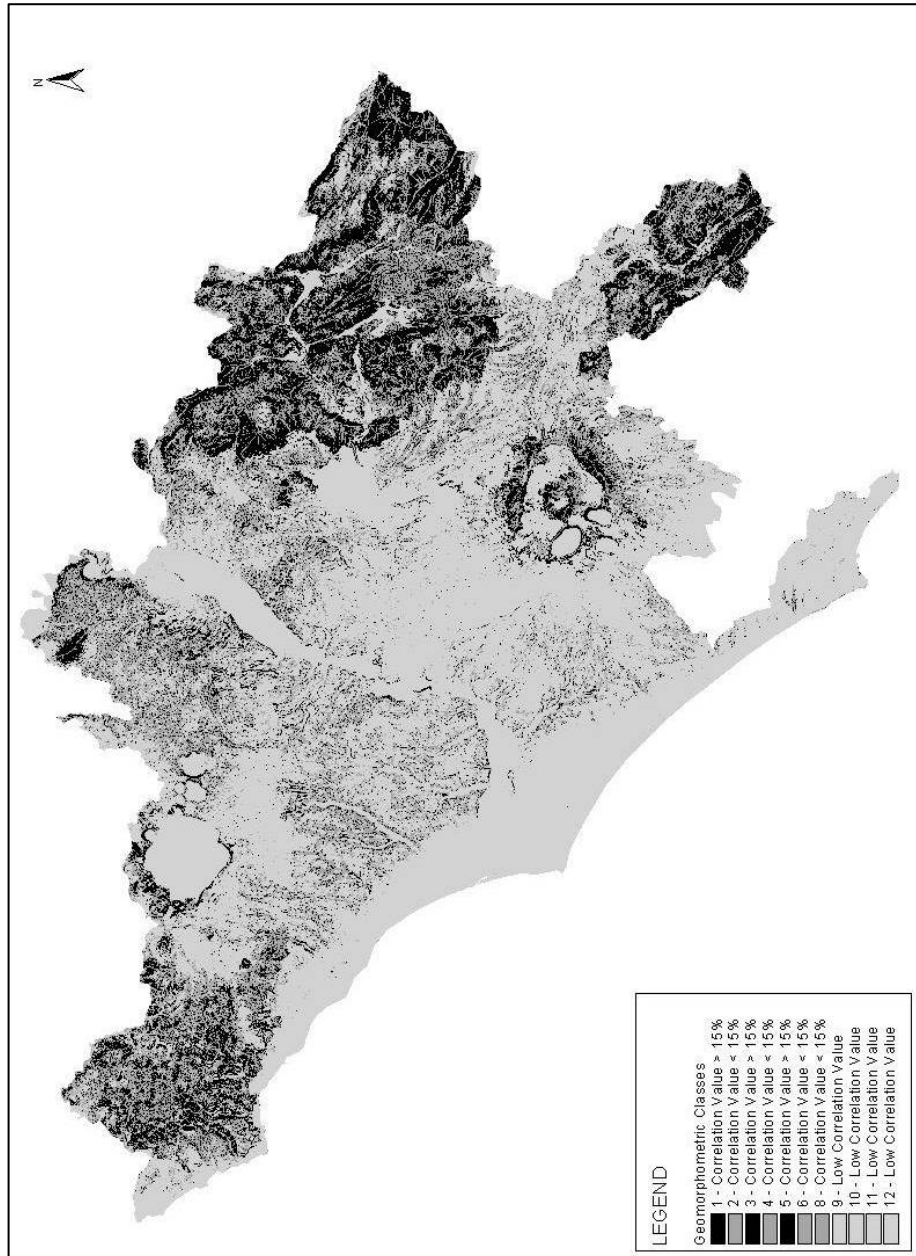 N
LEGEND
Geomorphometric Classes
1 - Correlation Value > 15%
2 - Correlation Value < 15%
3 - Correlation Value > 15%
4 - Correlation Value < 15%
5 - Correlation Value > 15%
6 - Correlation Value < 15%
8 - Correlation Value < 15%
9 - Low Correlation Value
10 - Low Correlation Value
11 - Low Correlation Value
12 - Low Correlation Value